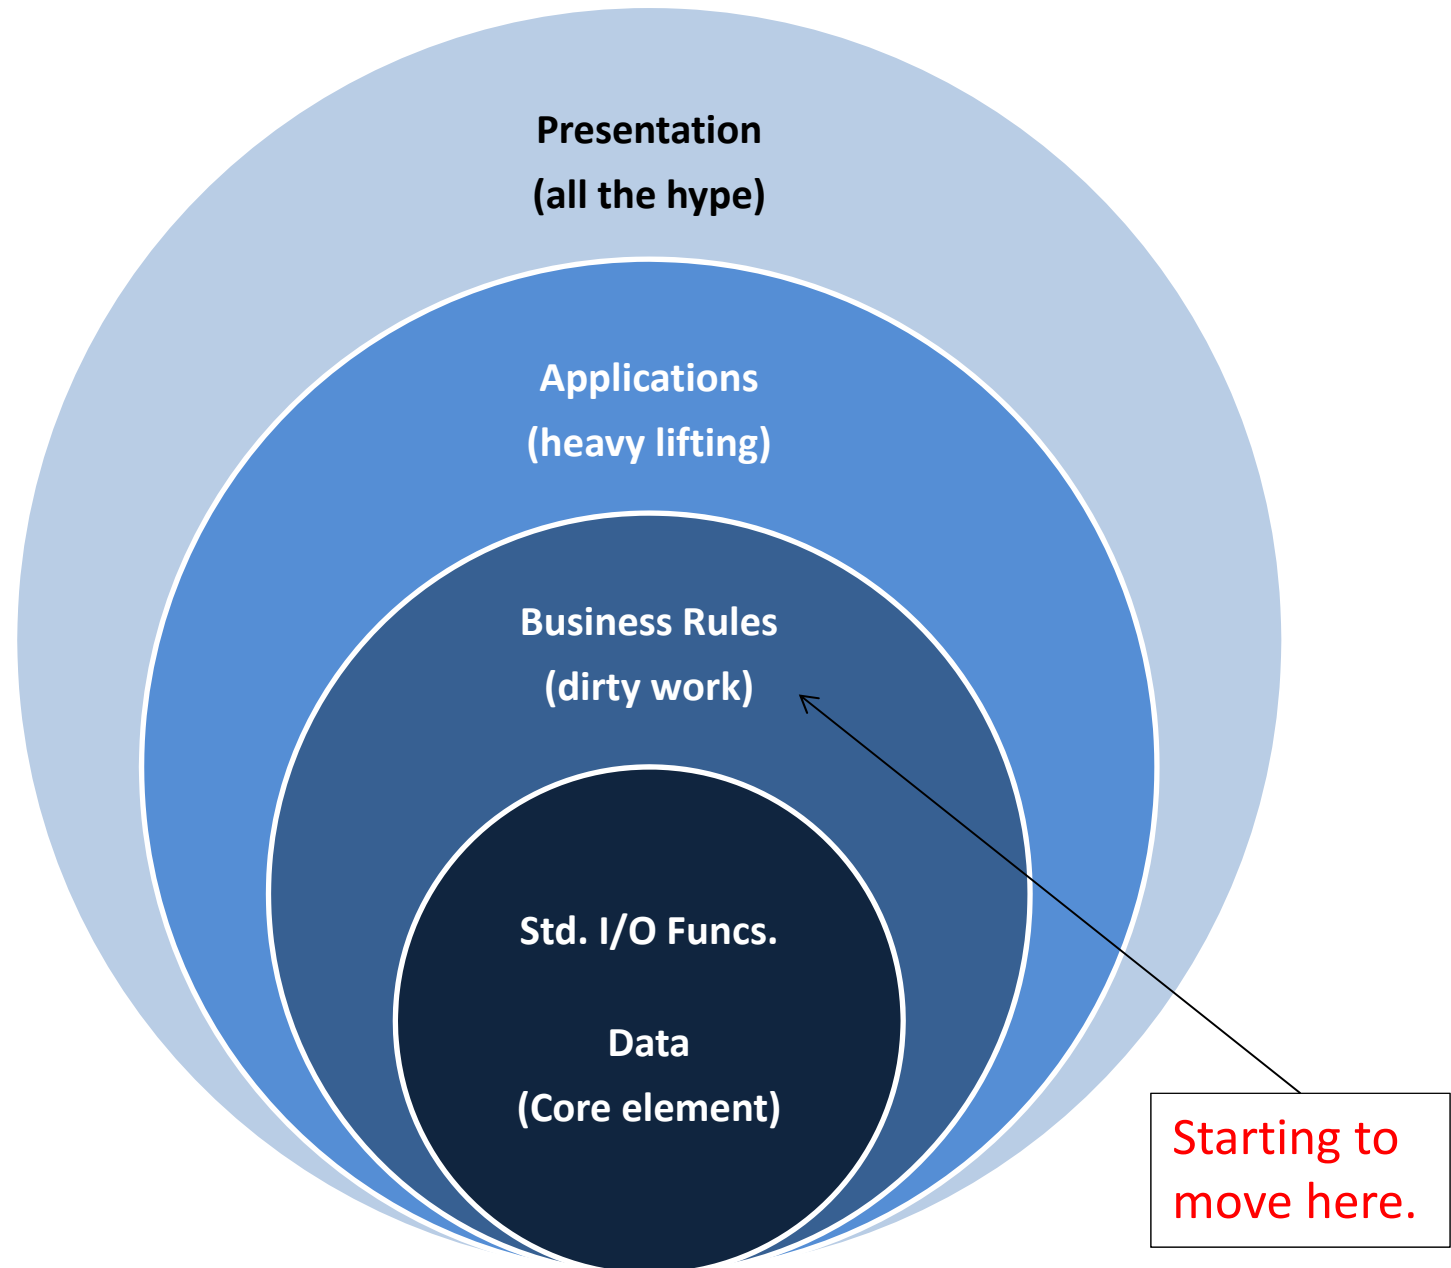 Presentation
(all the hype)
Applications
(heavy lifting)
Business Rules
(dirty work)
Std. I/O Funcs.
Data
(Core element)
Starting to
move here.